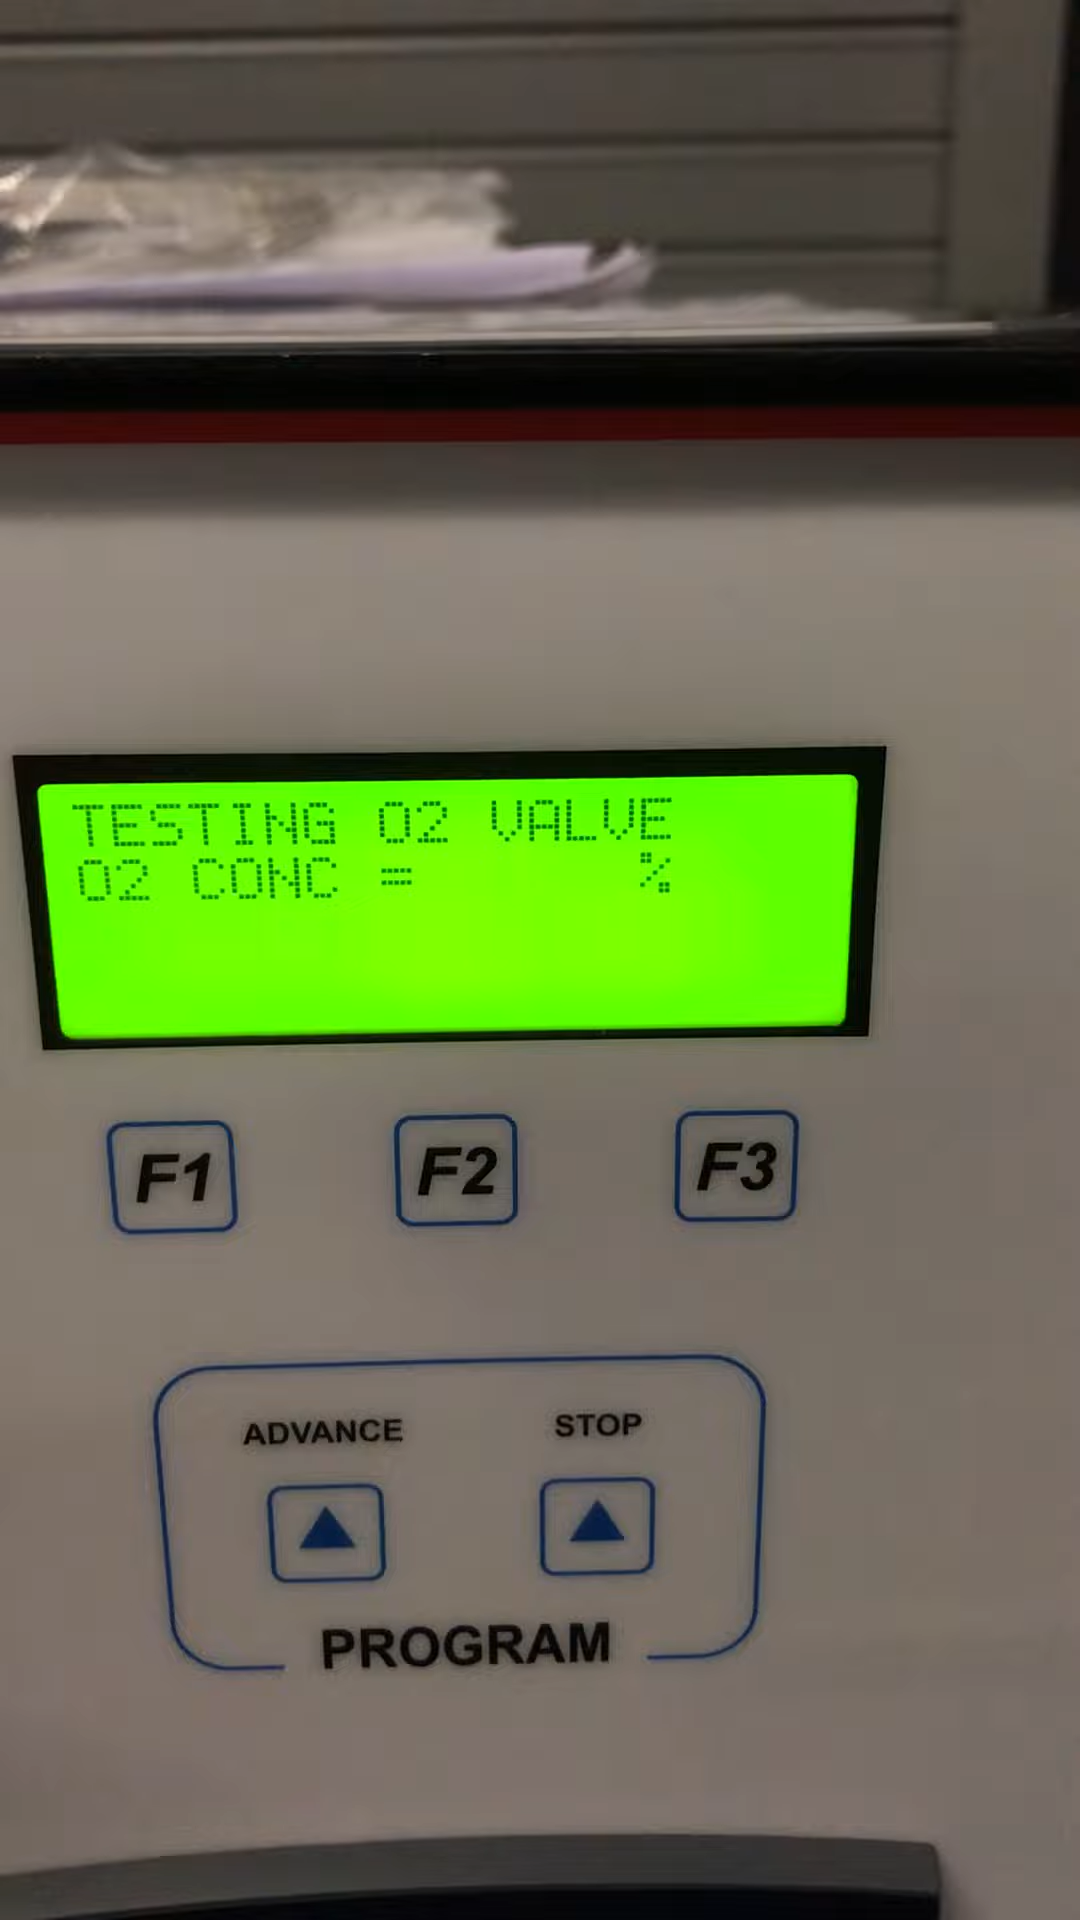 TESTING O2 VALVE
O2 CONC = %
F1 F2 F3
ADVANCE STOP
PROGRAM